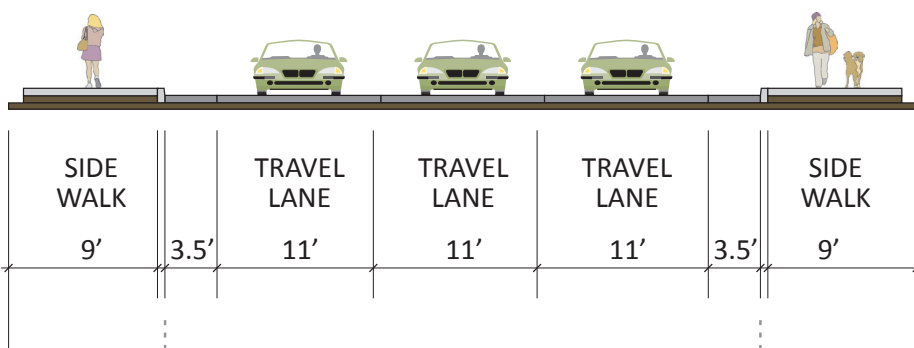 SIDE
WALK
TRAVEL
LANE
TRAVEL
LANE
TRAVEL
LANE
SIDE
WALK
9’ 3.5’ 11’ 11’ 11’ 3.5’ 9’